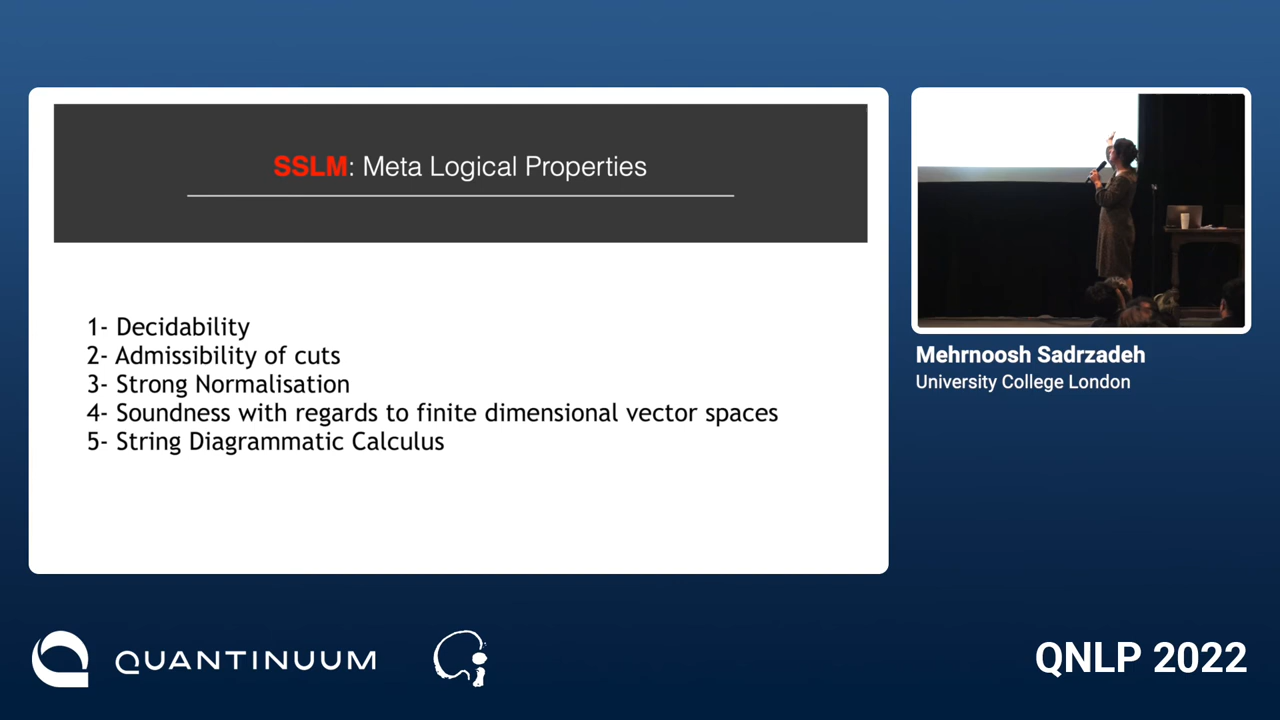 SSLM: Meta Logical Properties
1- Decidability
2- Admissibility of cuts
3- Strong Normalisation
4- Soundness with regards to finite dimensional vector spaces
5- String Diagrammatic Calculus
Mehrnoosh Sadrzadeh
University College London
QUANTINUUM
QNLP 2022